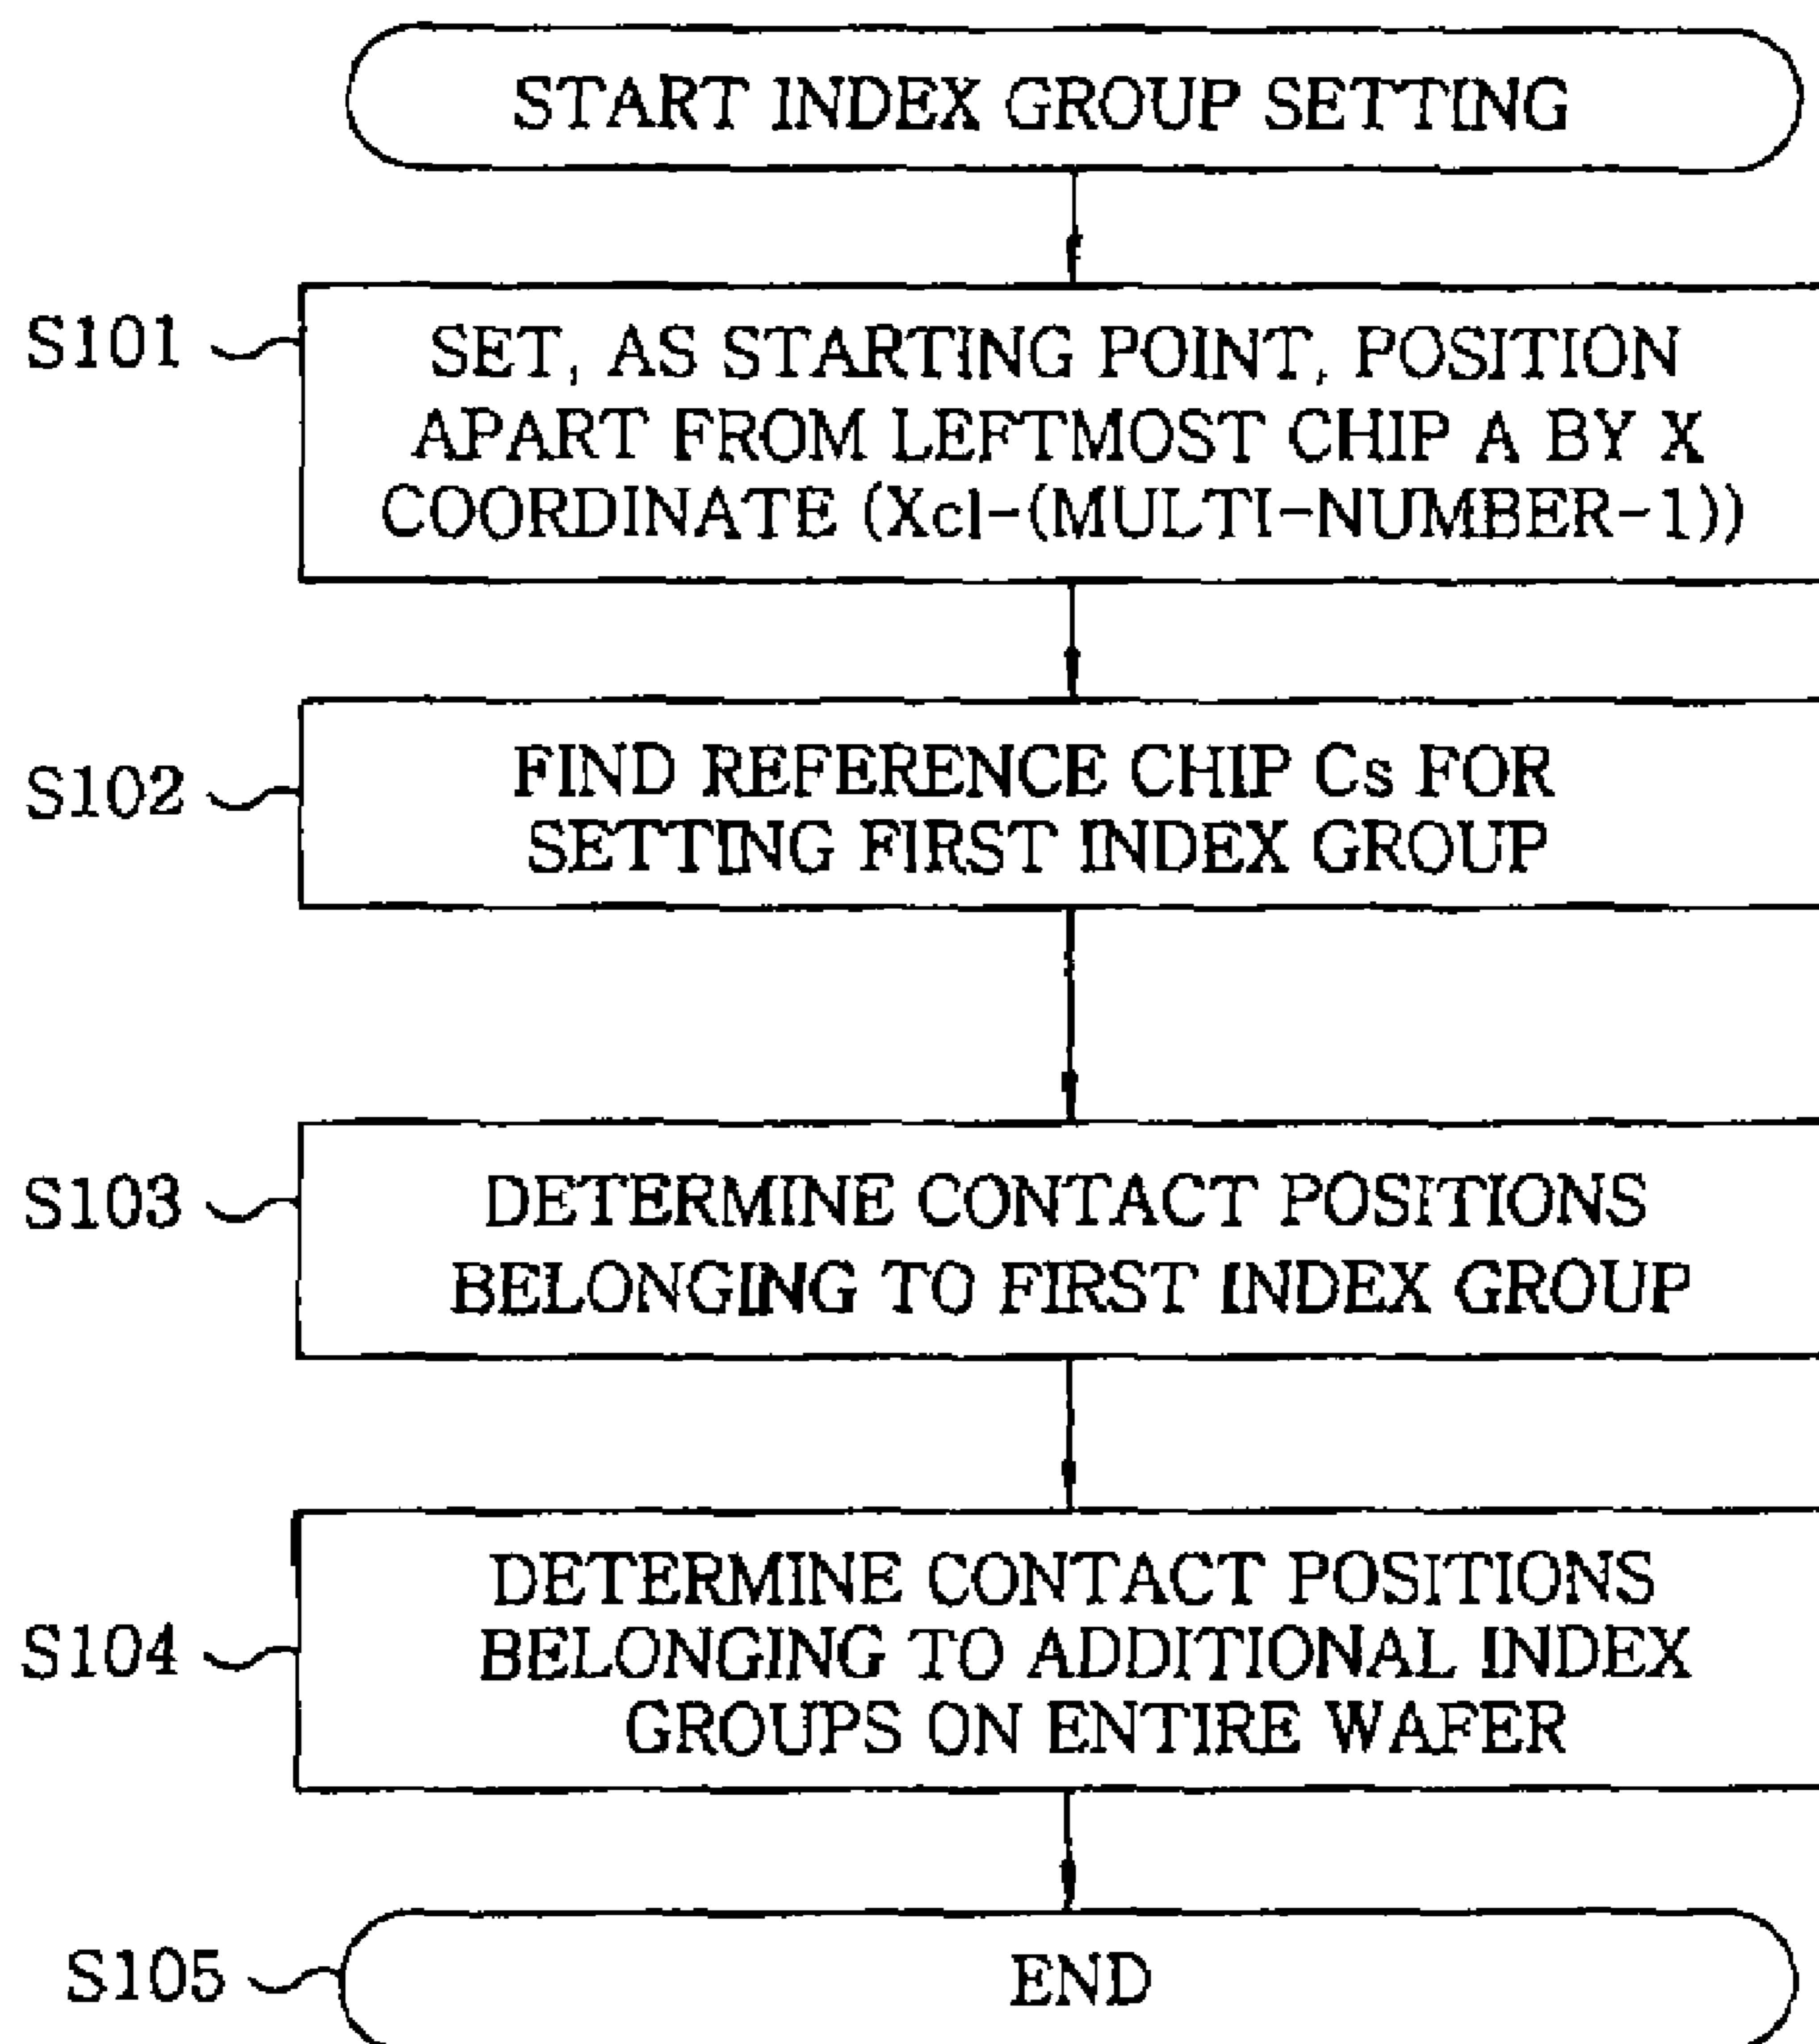 START INDEX GROUP SETTING
S101
SET, AS STARTING POINT, POSITION
APART FROM LEFTMOST CHIP A BY X
COORDINATE (Xcl-(MULTI-NUMBER-1))
S102
FIND REFERENCE CHIP Cs FOR
SETTING FIRST INDEX GROUP
S103
DETERMINE CONTACT POSITIONS
BELONGING TO FIRST INDEX GROUP
S104
DETERMINE CONTACT POSITIONS
BELONGING TO ADDITIONAL INDEX
GROUPS ON ENTIRE WAFER
S105
END